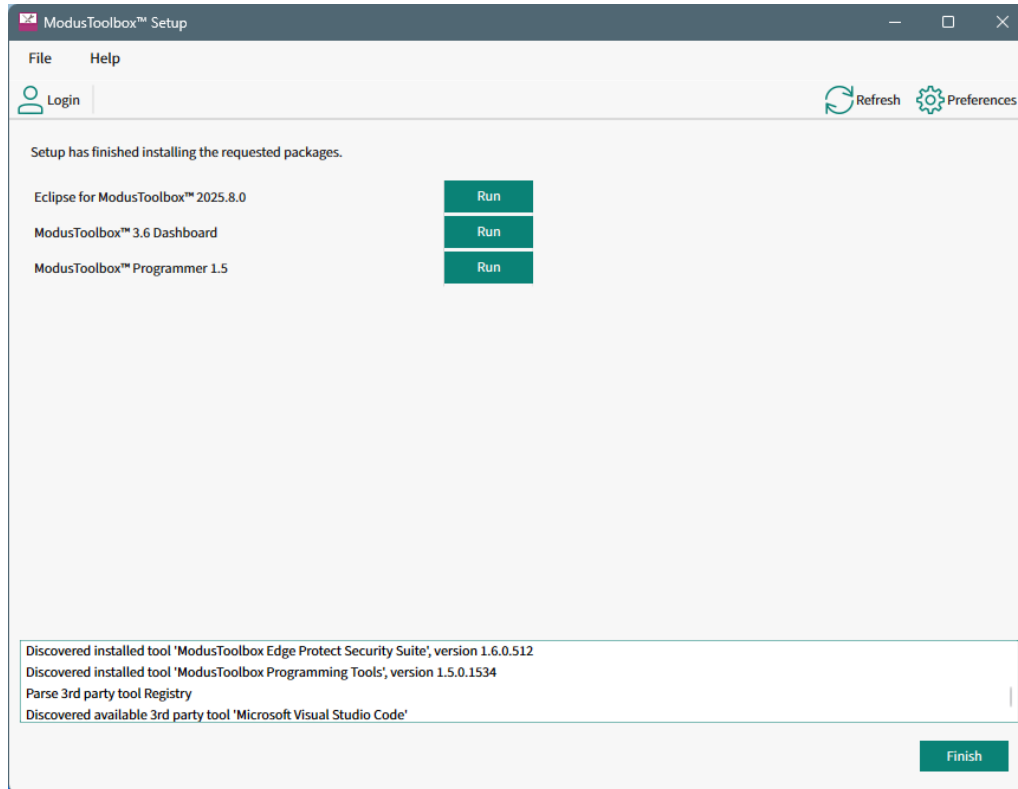 ModusToolbox™ Setup
File Help
Login Refresh Preferences
Setup has finished installing the requested packages.
Eclipse for ModusToolbox™ 2025.8.0 Run
ModusToolbox™ 3.6 Dashboard Run
ModusToolbox™ Programmer 1.5 Run
Discovered installed tool 'ModusToolbox Edge Protect Security Suite', version 1.6.0.512
Discovered installed tool 'ModusToolbox Programming Tools', version 1.5.0.1534
Parse 3rd party tool Registry
Discovered available 3rd party tool 'Microsoft Visual Studio Code'
Finish